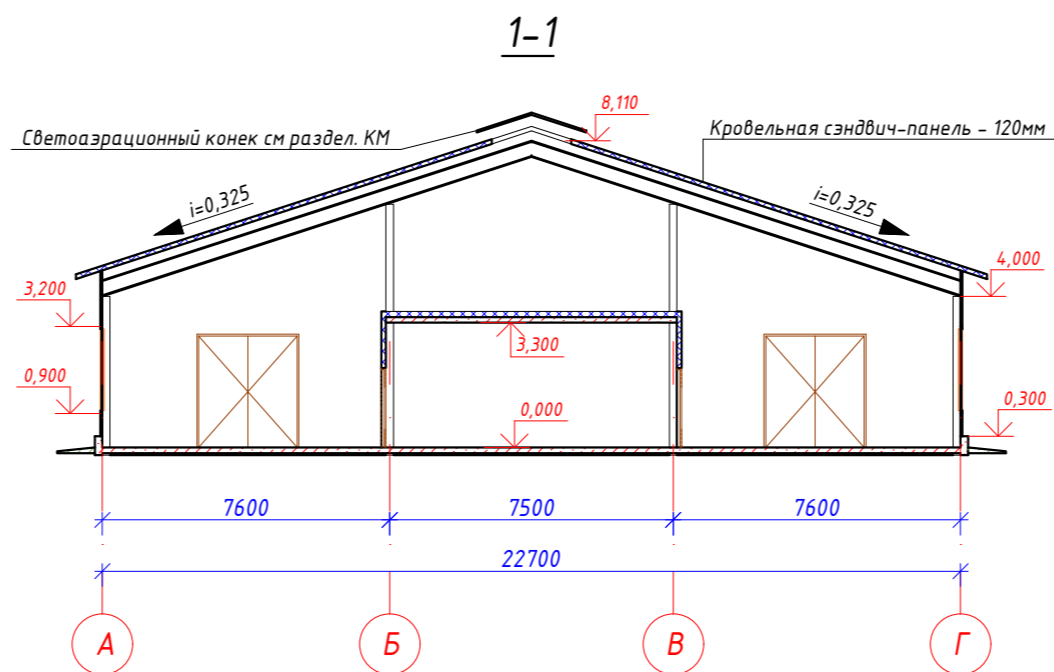 1-1
8,110
Светоаэрационный конек см раздел. КМ
Кровельная сэндвич-панель - 120мм
i=0,325
i=0,325
4,000
3,200
3,300
0,900
0,300
0,000
7600
7500
7600
22700
А
Б
В
Г